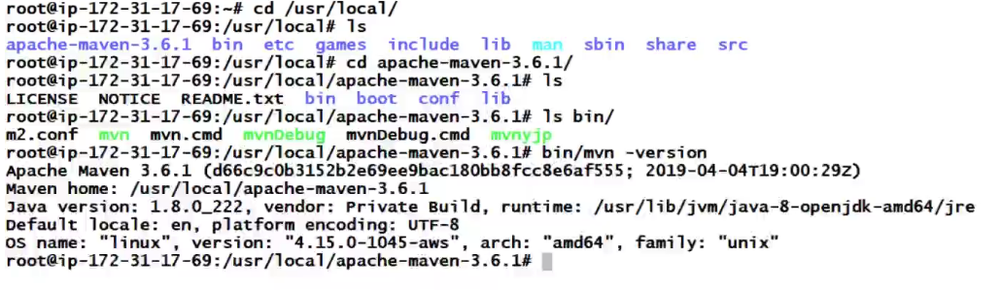 root@ip-172-31-17-69:~# cd /usr/local/
root@ip-172-31-17-69:/usr/local# ls
apache-maven-3.6.1  bin  etc  games  include  lib  man  sbin  share  src
root@ip-172-31-17-69:/usr/local# cd apache-maven-3.6.1/
root@ip-172-31-17-69:/usr/local/apache-maven-3.6.1# ls
LICENSE  NOTICE  README.txt  bin  boot  conf  lib
root@ip-172-31-17-69:/usr/local/apache-maven-3.6.1# ls bin/
m2.conf  mvn  mvn.cmd  mvnDebug  mvnDebug.cmd  mvnyjp
root@ip-172-31-17-69:/usr/local/apache-maven-3.6.1# bin/mvn -version
Apache Maven 3.6.1 (d66c9c0b3152b2e69ee9bac180bb8fcc8e6af555; 2019-04-04T19:00:29Z)
Maven home: /usr/local/apache-maven-3.6.1
Java version: 1.8.0_222, vendor: Private Build, runtime: /usr/lib/jvm/java-8-openjdk-amd64/jre
Default locale: en, platform encoding: UTF-8
OS name: "linux", version: "4.15.0-1045-aws", arch: "amd64", family: "unix"
root@ip-172-31-17-69:/usr/local/apache-maven-3.6.1#